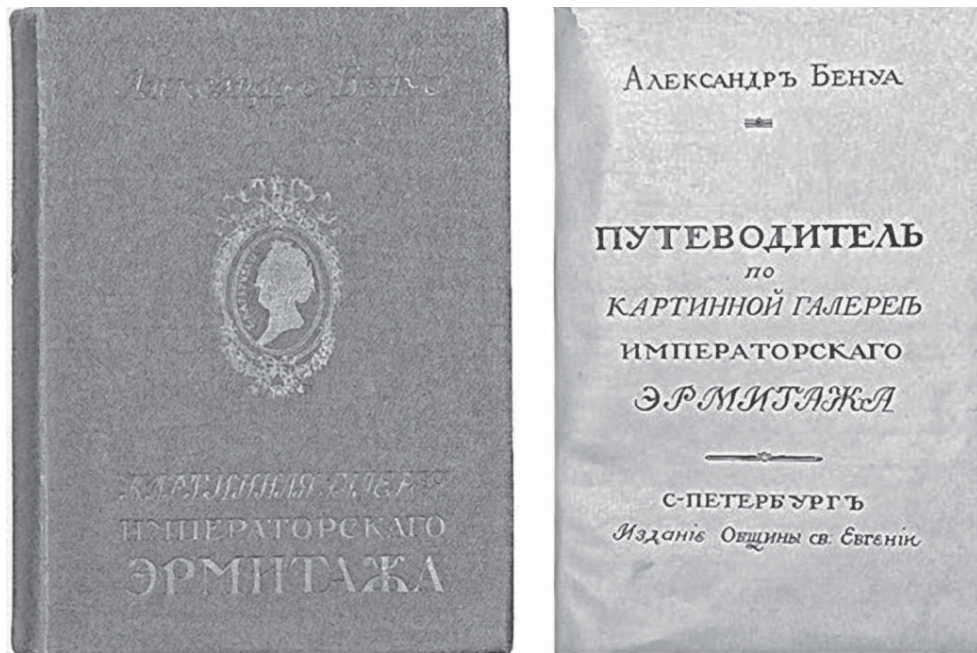 Александръ Бенуа
КАРТИННАЯ ГАЛЕРЕЯ
ИМПЕРАТОРСКАГО
ЭРМИТАЖА
Александръ Бенуа
ПУТЕВОДИТЕЛЬ
по
КАРТИННОЙ ГАЛЕРЕѢ
ИМПЕРАТОРСКАГО
ЭРМИТАЖА
С-ПЕТЕРБУРГЪ
Изданіе Общины св. Евгеніи